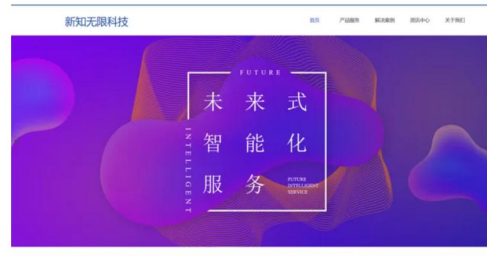 新知无限科技
首页 产品服务 解决案例 资讯中心 关于我们
FUTURE
未来式
智能化
服务
INTELLIGENT
FUTURE
INTELLIGENT
SERVICE